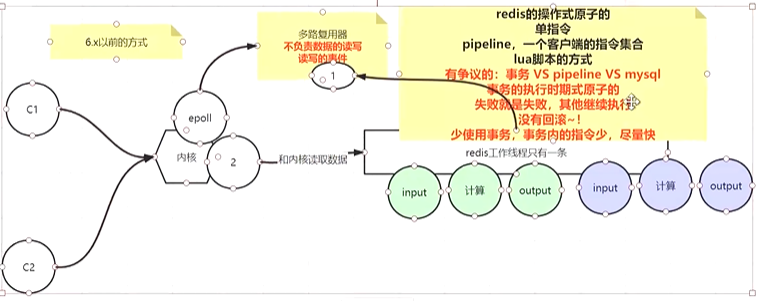 6.x以前的方式
多路复用器
不负责数据的读写
读写的事件
1
redis的操作式原子的
单指令
pipeline，一个客户端的指令集合
lua脚本的方式
有争议的：事务 VS pipeline VS mysql
事务的执行时期式原子的
失败就是失败，其他继续执行
没有回滚~！
少使用事务，事务内的指令少，尽量快
C1
epoll
内核
2
和内核读取数据
redis工作线程只有一条
input
计算
output
input
计算
output
C2